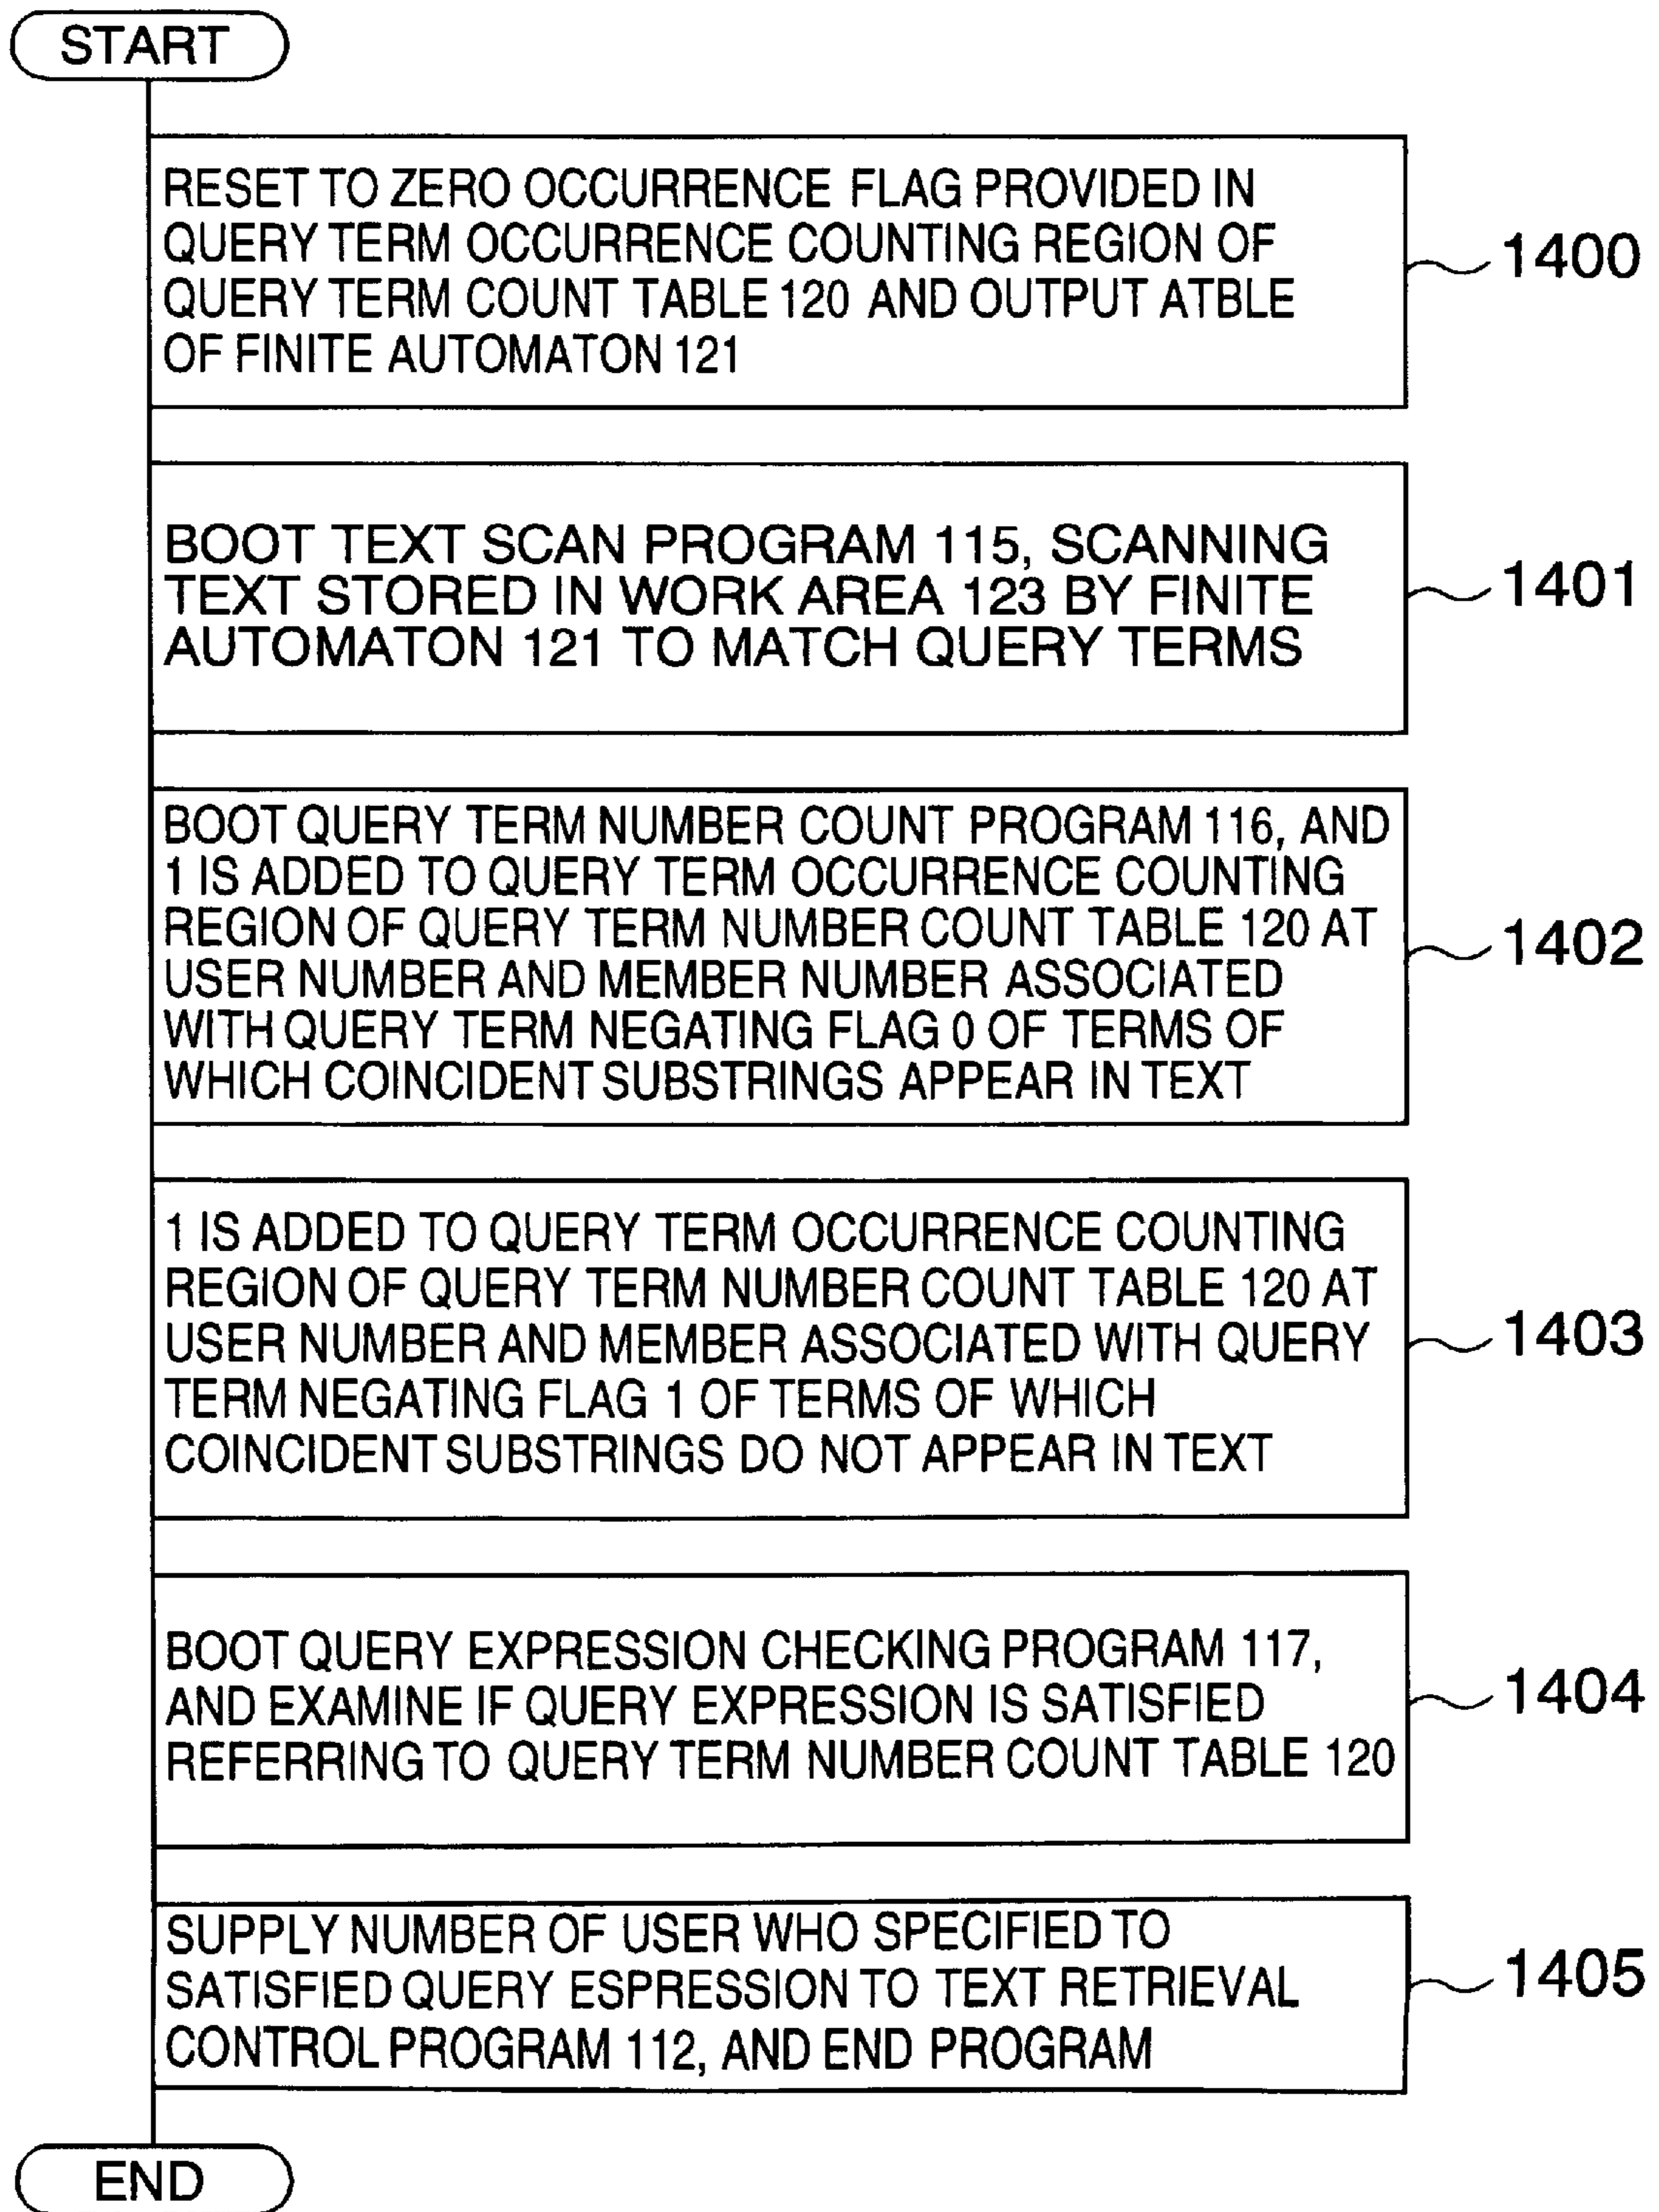 START
RESET TO ZERO OCCURRENCE FLAG PROVIDED IN
QUERY TERM OCCURRENCE COUNTING REGION OF
QUERY TERM COUNT TABLE 120 AND OUTPUT ATBLE
OF FINITE AUTOMATON 121
1400
BOOT TEXT SCAN PROGRAM 115, SCANNING
TEXT STORED IN WORK AREA 123 BY FINITE
AUTOMATON 121 TO MATCH QUERY TERMS
1401
BOOT QUERY TERM NUMBER COUNT PROGRAM 116, AND
1 IS ADDED TO QUERY TERM OCCURRENCE COUNTING
REGION OF QUERY TERM NUMBER COUNT TABLE 120 AT
USER NUMBER AND MEMBER NUMBER ASSOCIATED
WITH QUERY TERM NEGATING FLAG 0 OF TERMS OF
WHICH COINCIDENT SUBSTRINGS APPEAR IN TEXT
1402
1 IS ADDED TO QUERY TERM OCCURRENCE COUNTING
REGION OF QUERY TERM NUMBER COUNT TABLE 120 AT
USER NUMBER AND MEMBER ASSOCIATED WITH QUERY
TERM NEGATING FLAG 1 OF TERMS OF WHICH
COINCIDENT SUBSTRINGS DO NOT APPEAR IN TEXT
1403
BOOT QUERY EXPRESSION CHECKING PROGRAM 117,
AND EXAMINE IF QUERY EXPRESSION IS SATISFIED
REFERRING TO QUERY TERM NUMBER COUNT TABLE 120
1404
SUPPLY NUMBER OF USER WHO SPECIFIED TO
SATISFIED QUERY ESPRESSION TO TEXT RETRIEVAL
CONTROL PROGRAM 112, AND END PROGRAM
1405
END